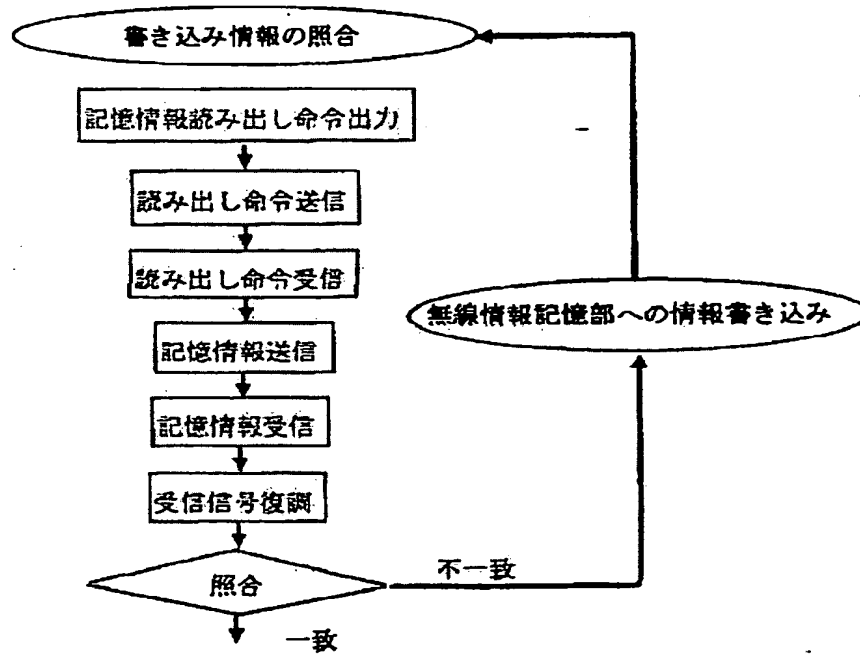 書き込み情報の照合
記憶情報読み出し命令出力
読み出し命令送信
読み出し命令受信
記憶情報送信
記憶情報受信
受信信号復調
照合
一致
不一致
無線情報記憶部への情報書き込み